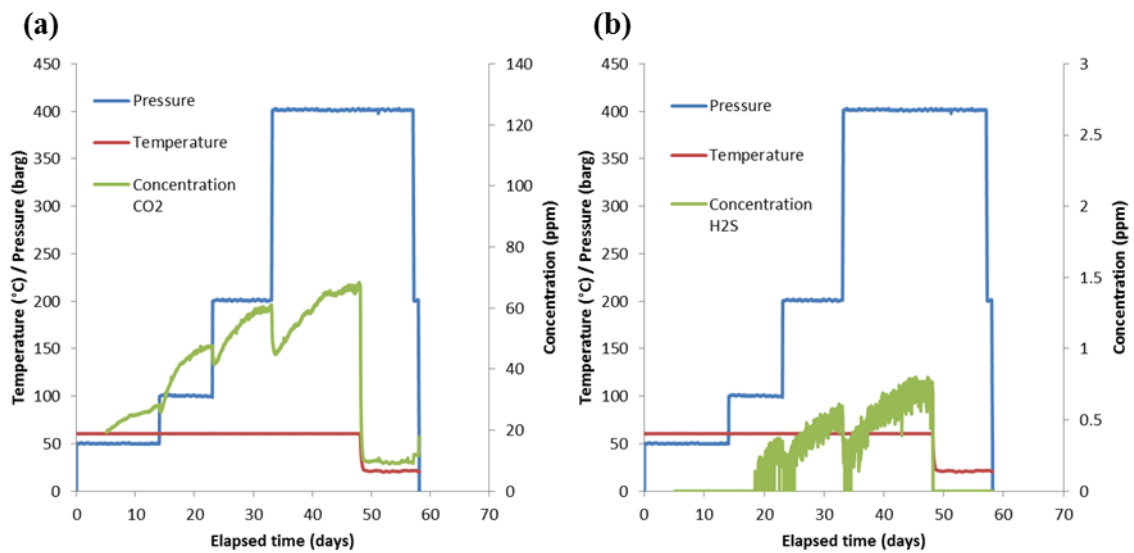 (a)
450
400
350
300
250
200
150
100
50
0
Temperature (°C) / Pressure (barg)
Pressure
Temperature
Concentration
CO2
140
120
100
80
60
40
20
0
Concentration (ppm)
0 10 20 30 40 50 60 70
Elapsed time (days)
(b)
450
400
350
300
250
200
150
100
50
0
Temperature (°C) / Pressure (barg)
Pressure
Temperature
Concentration
H2S
3
2.5
2
1.5
1
0.5
0
Concentration (ppm)
0 10 20 30 40 50 60 70
Elapsed time (days)